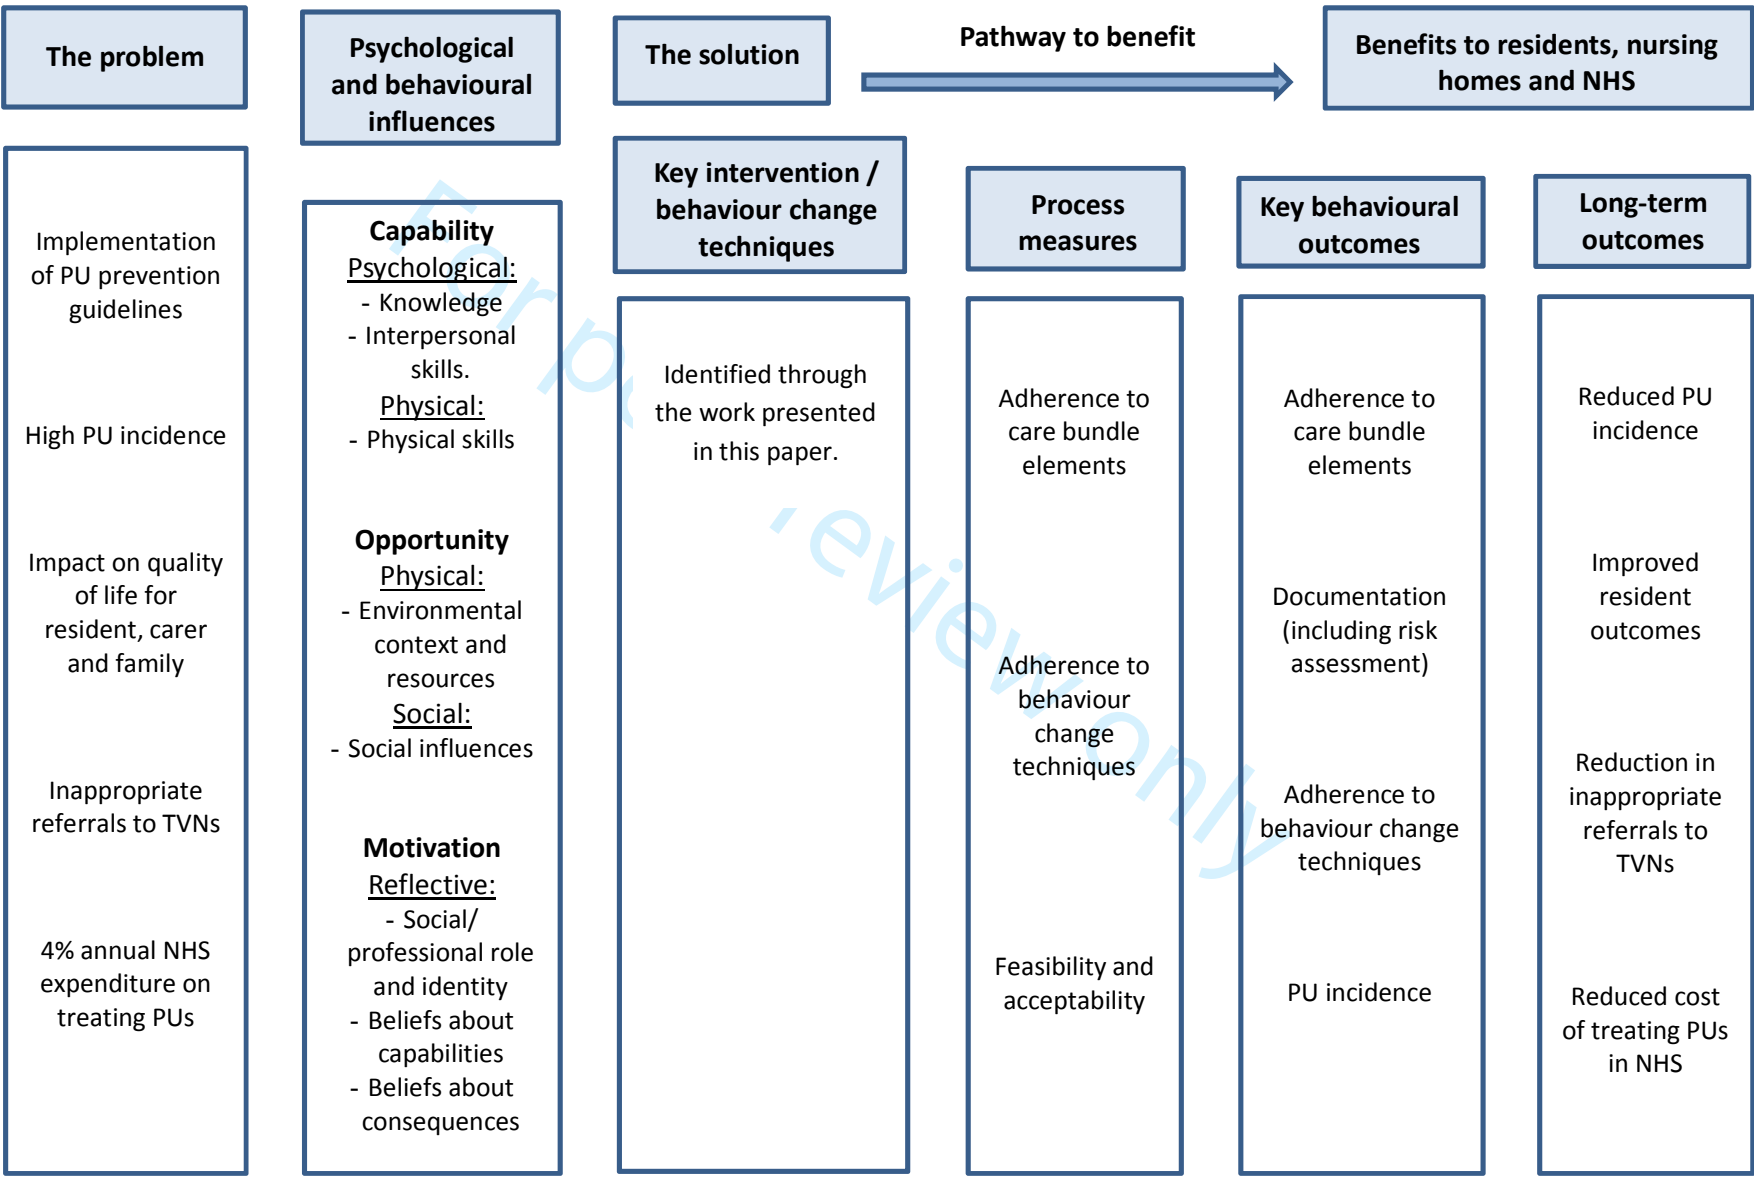 The problem
Psychological
and behavioural
influences
The solution
Pathway to benefit
Benefits to residents, nursing
homes and NHS
Implementation
of PU prevention
guidelines
High PU incidence
Impact on quality
of life for
resident, carer
and family
Inappropriate
referrals to TVNs
4% annual NHS
expenditure on
treating PUs
Capability
Psychological:
- Knowledge
- Interpersonal
skills.
Physical:
- Physical skills
Opportunity
Physical:
- Environmental
context and
resources
Social:
- Social influences
Motivation
Reflective:
- Social/
professional role
and identity
- Beliefs about
capabilities
- Beliefs about
consequences
Key intervention /
behaviour change
techniques
Identified through
the work presented
in this paper.
Process
measures
Adherence to
care bundle
elements
Adherence to
behaviour
change
techniques
Feasibility and
acceptability
Key behavioural
outcomes
Adherence to
care bundle
elements
Documentation
(including risk
assessment)
Adherence to
behaviour change
techniques
PU incidence
Long-term
outcomes
Reduced PU
incidence
Improved
resident
outcomes
Reduction in
inappropriate
referrals to
TVNs
Reduced cost
of treating PUs
in NHS
For review only